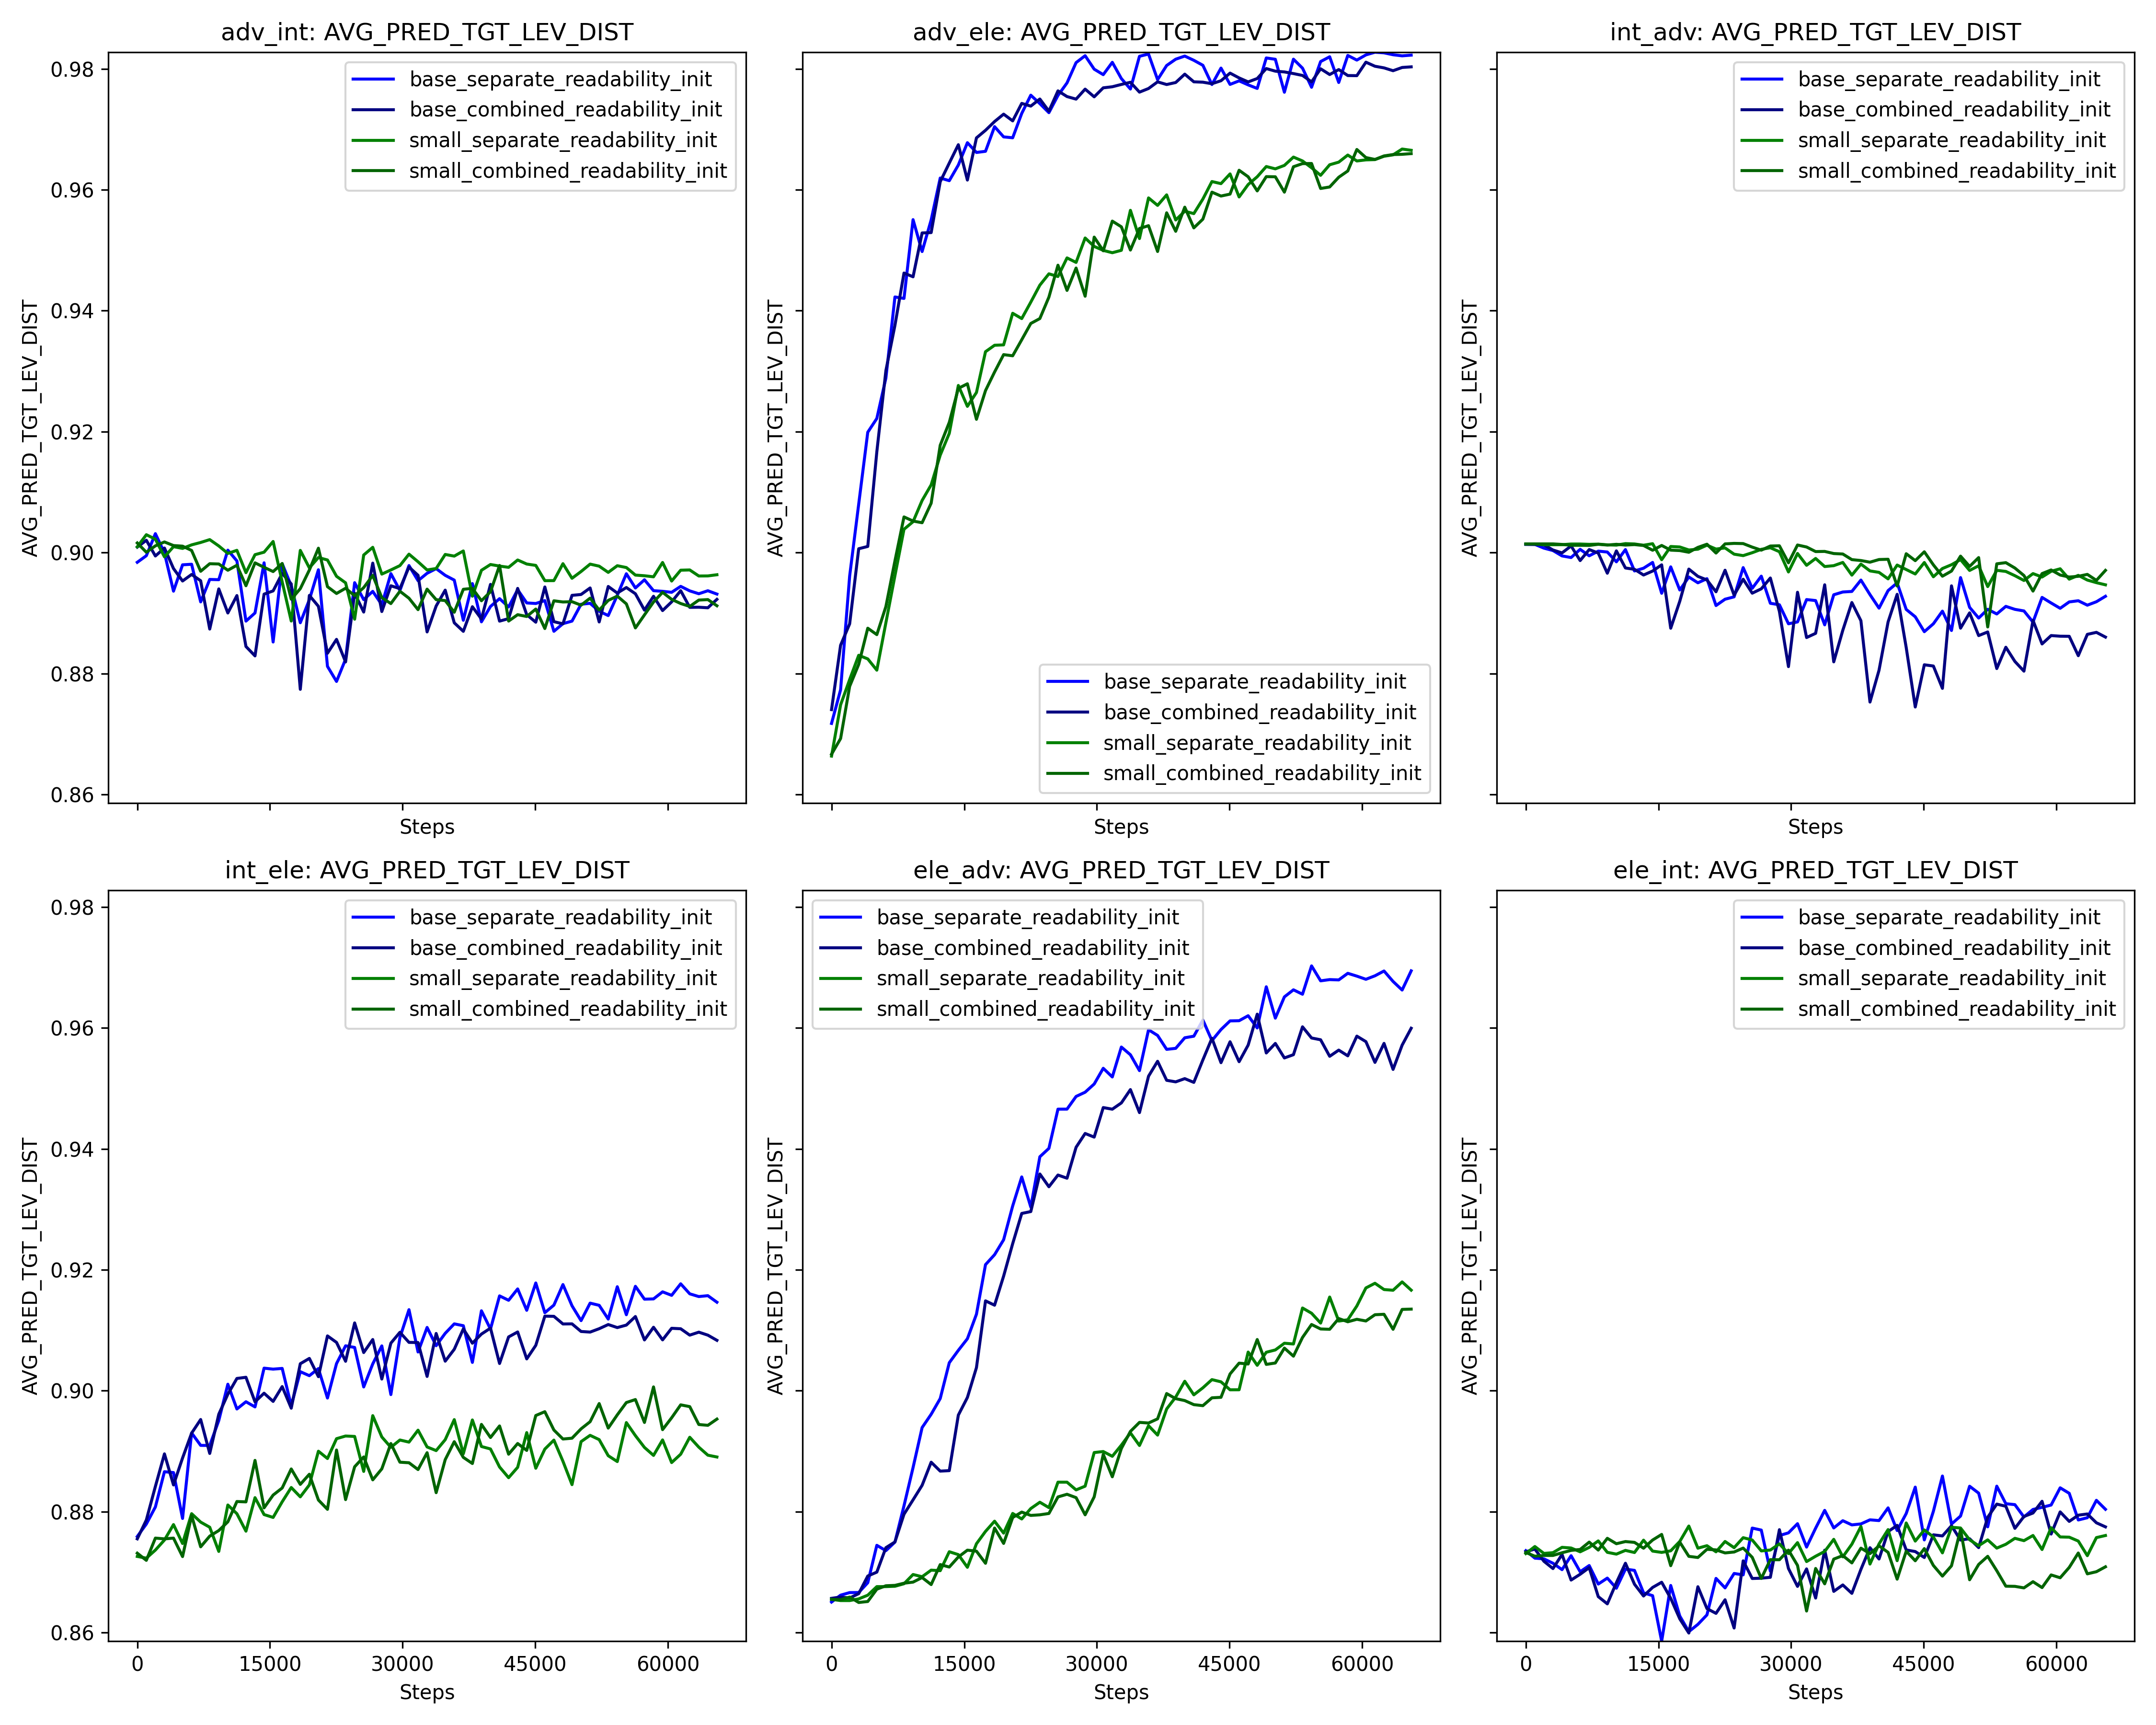 adv_int: AVG_PRED_TGT_LEV_DIST
AVG_PRED_TGT_LEV_DIST
0.98
0.96
0.94
0.92
0.90
0.88
0.86
base_separate_readability_init
base_combined_readability_init
small_separate_readability_init
small_combined_readability_init
Steps
adv_ele: AVG_PRED_TGT_LEV_DIST
AVG_PRED_TGT_LEV_DIST
base_separate_readability_init
base_combined_readability_init
small_separate_readability_init
small_combined_readability_init
Steps
int_adv: AVG_PRED_TGT_LEV_DIST
AVG_PRED_TGT_LEV_DIST
base_separate_readability_init
base_combined_readability_init
small_separate_readability_init
small_combined_readability_init
Steps
int_ele: AVG_PRED_TGT_LEV_DIST
AVG_PRED_TGT_LEV_DIST
0.98
0.96
0.94
0.92
0.90
0.88
0.86
base_separate_readability_init
base_combined_readability_init
small_separate_readability_init
small_combined_readability_init
0 15000 30000 45000 60000
Steps
ele_adv: AVG_PRED_TGT_LEV_DIST
AVG_PRED_TGT_LEV_DIST
base_separate_readability_init
base_combined_readability_init
small_separate_readability_init
small_combined_readability_init
0 15000 30000 45000 60000
Steps
ele_int: AVG_PRED_TGT_LEV_DIST
AVG_PRED_TGT_LEV_DIST
base_separate_readability_init
base_combined_readability_init
small_separate_readability_init
small_combined_readability_init
0 15000 30000 45000 60000
Steps